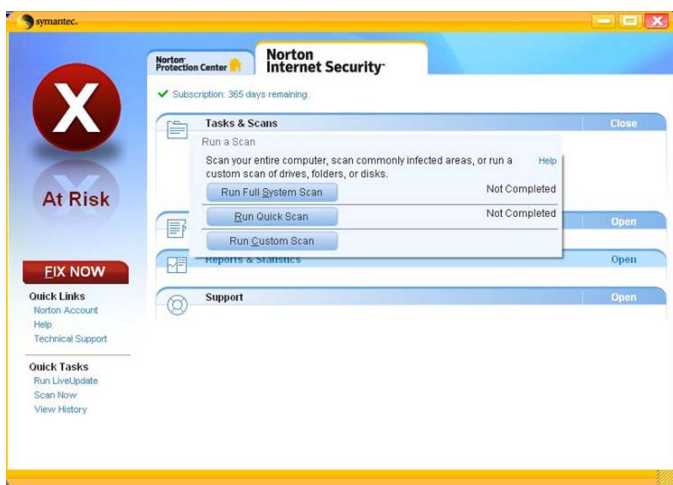 symantec.
Norton
Protection Center
Norton
Internet Security
Subscription: 365 days remaining.
X
At Risk
FIX NOW
Quick Links
Norton Account
Help
Technical Support
Quick Tasks
Run LiveUpdate
Scan Now
View History
Tasks & Scans Close
Run a Scan
Scan your entire computer, scan commonly infected areas, or run a Help
custom scan of drives, folders, or disks.
Run Full System Scan Not Completed
Run Quick Scan Not Completed
Run Custom Scan
Open
Reports & Statistics Open
Support Open